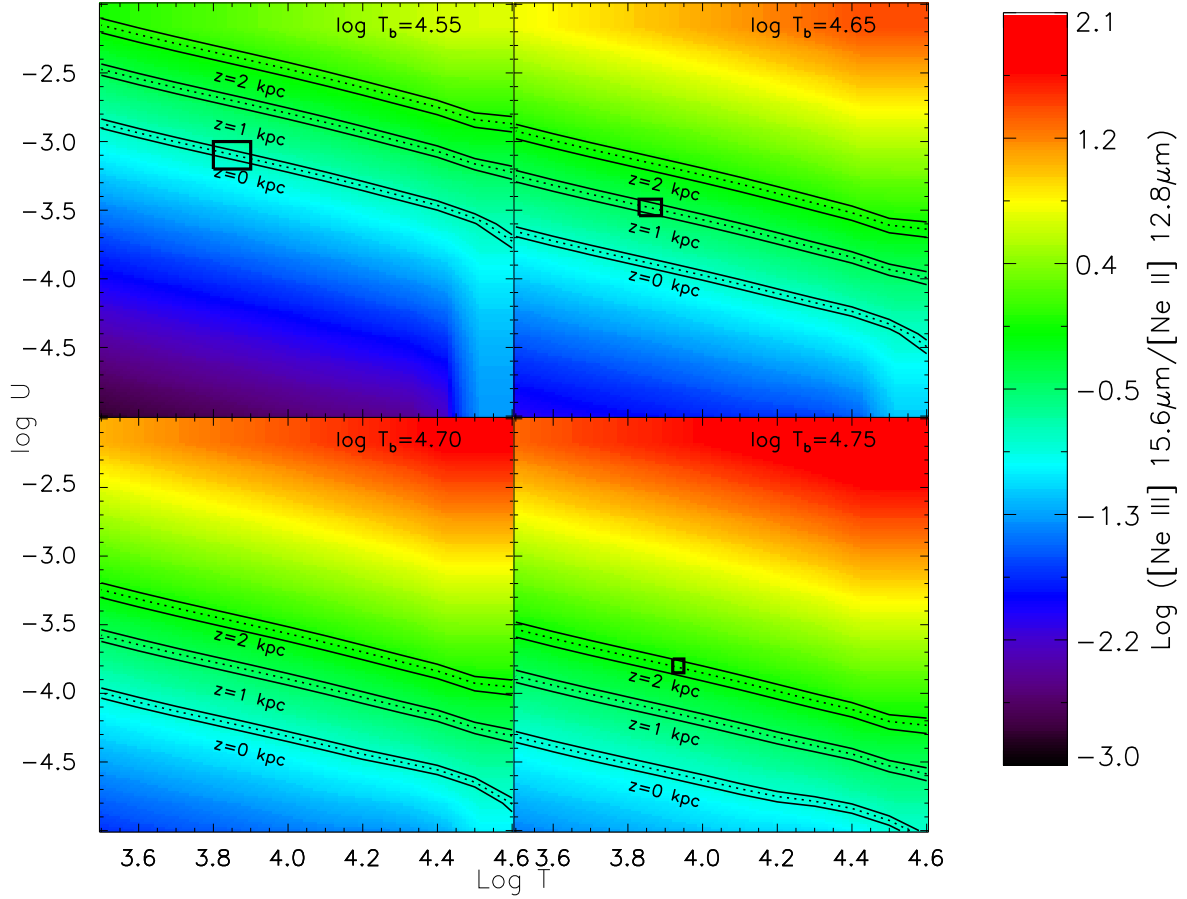 log T_b=4.55
log T_b=4.65
z=2 kpc
z=1 kpc
z=0 kpc
z=2 kpc
z=1 kpc
z=0 kpc
−2.5
−3.0
−3.5
−4.0
−4.5
log U
log T_b=4.70
log T_b=4.75
z=2 kpc
z=1 kpc
z=0 kpc
z=2 kpc
z=1 kpc
z=0 kpc
−2.5
−3.0
−3.5
−4.0
−4.5
3.6 3.8 4.0 4.2 4.4 4.6 3.6 3.8 4.0 4.2 4.4 4.6
Log T
2.1
1.2
0.4
−0.5
−1.3
−2.2
−3.0
Log ([Ne III] 15.6μm/[Ne II] 12.8μm)